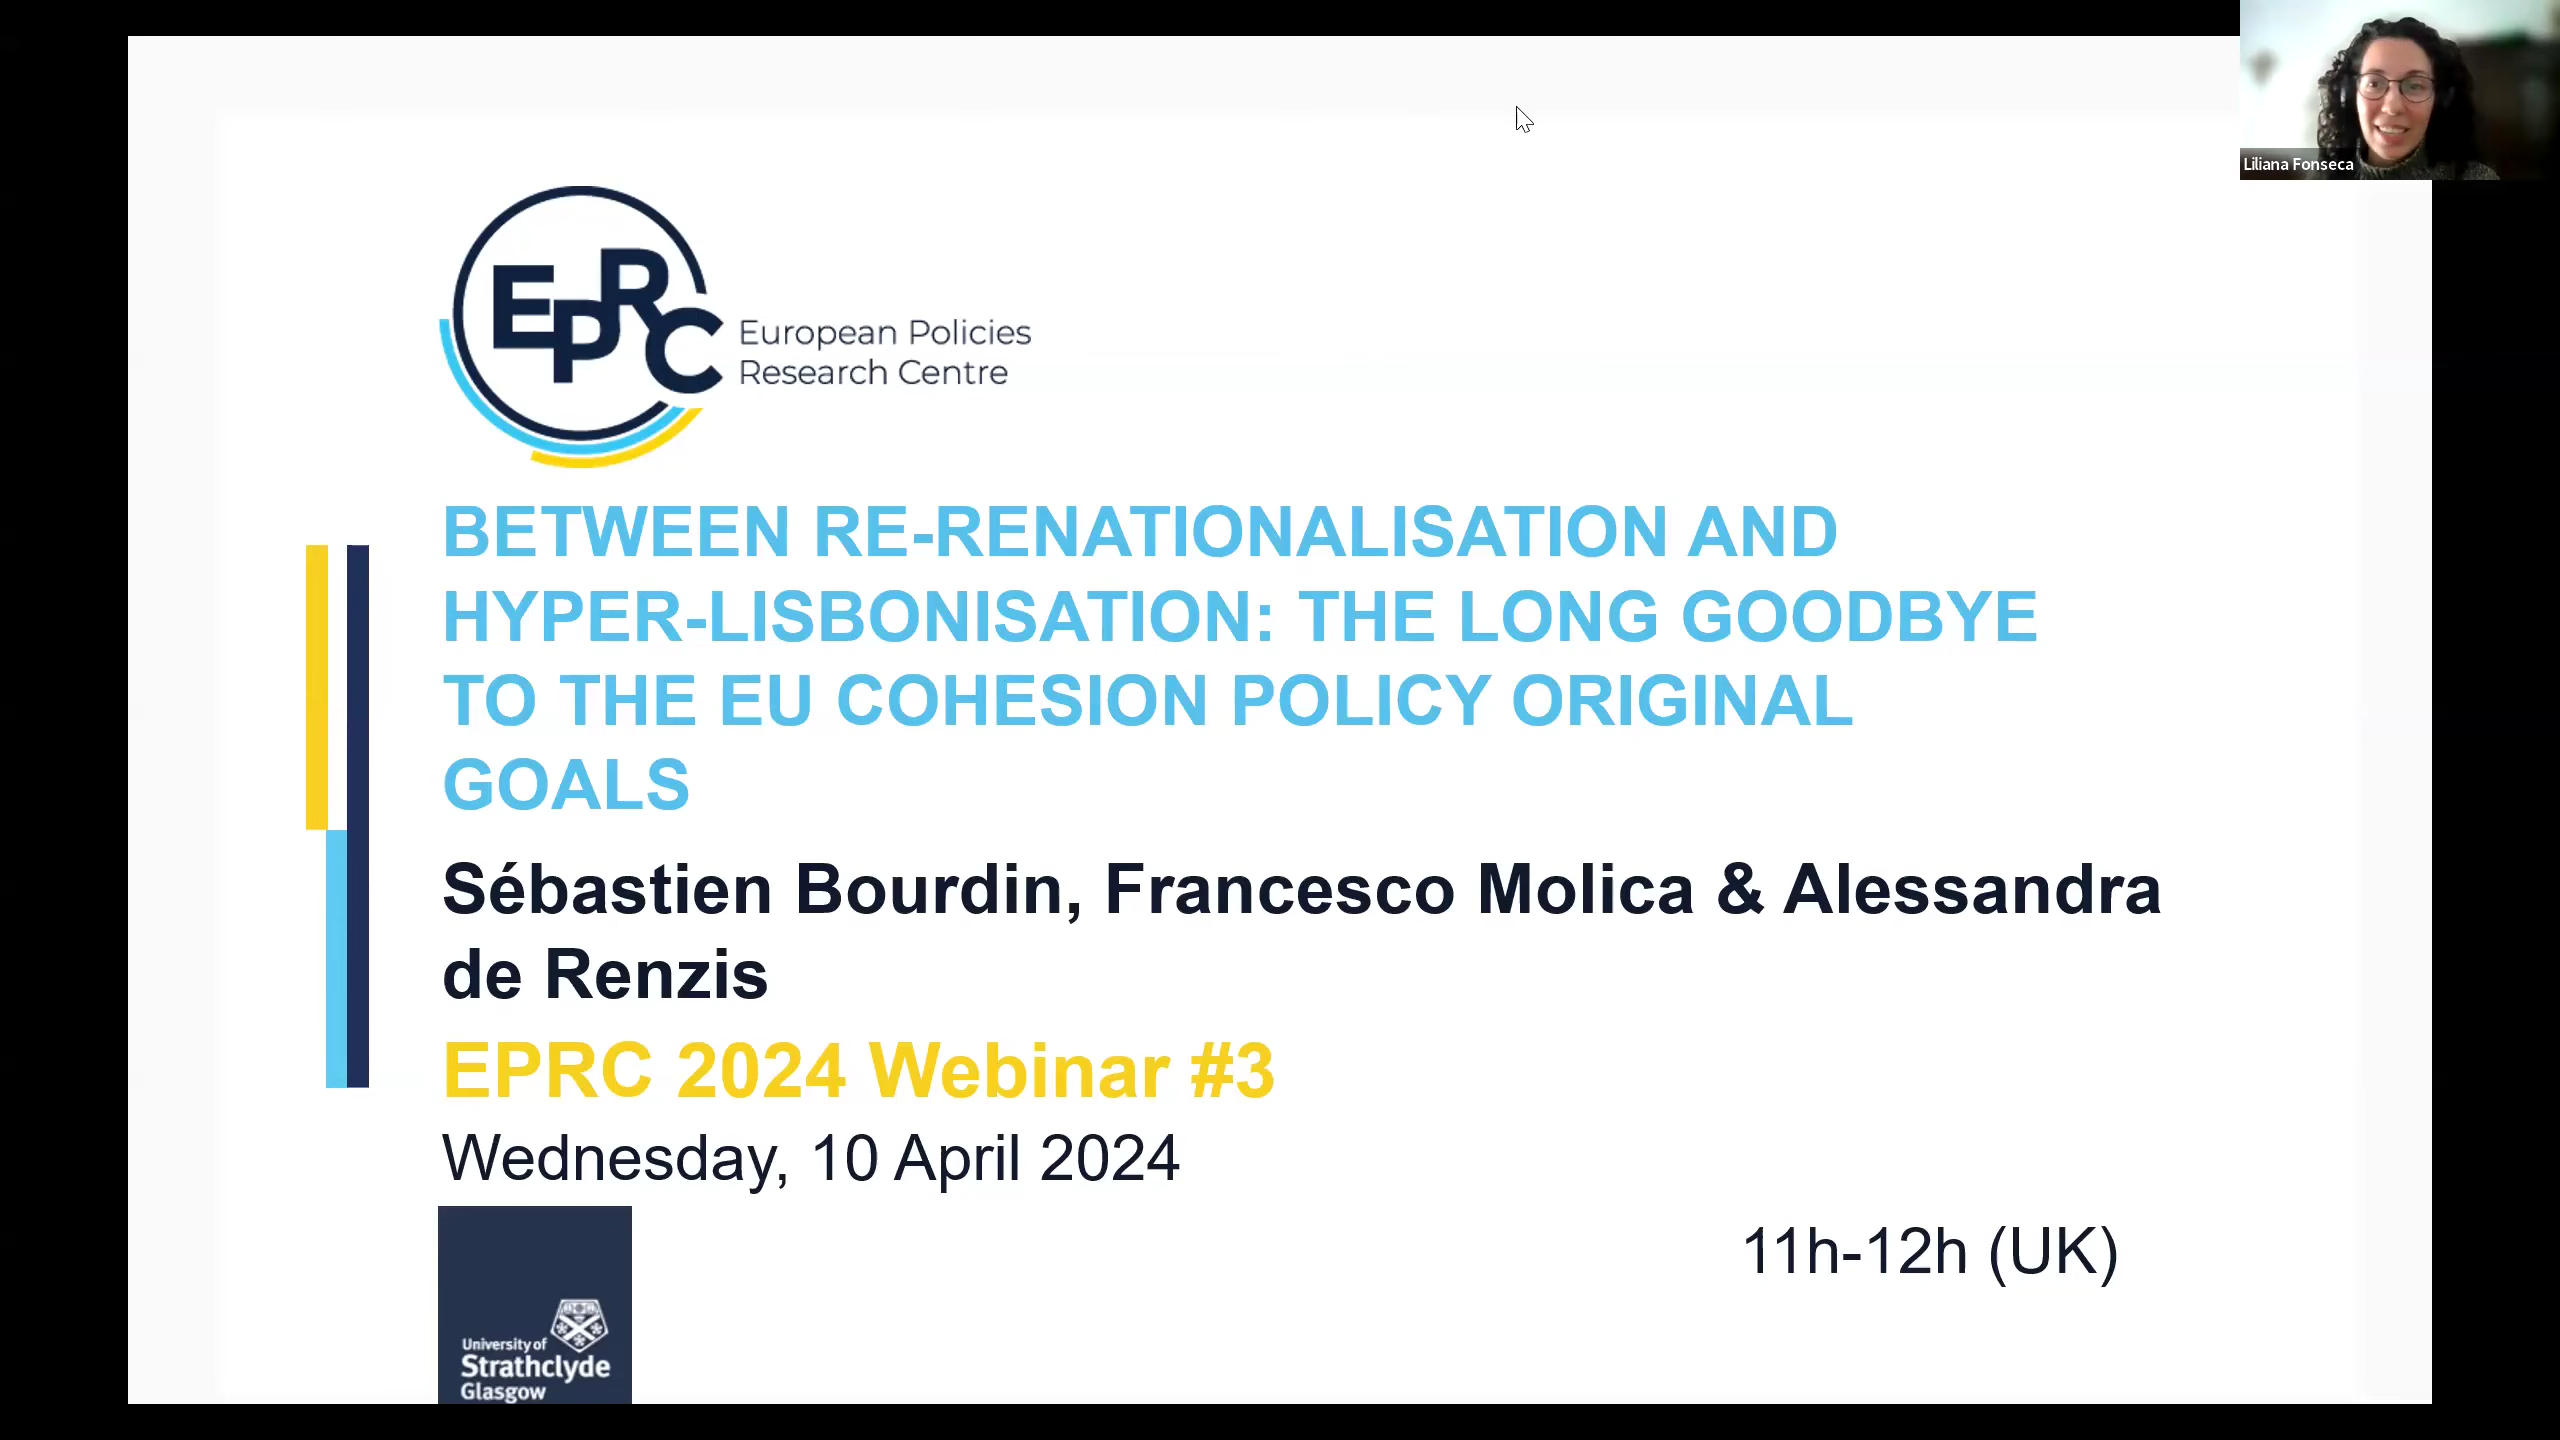 Liliana Fonseca
EPRC
European Policies
Research Centre
BETWEEN RE-RENATIONALISATION AND
HYPER-LISBONISATION: THE LONG GOODBYE
TO THE EU COHESION POLICY ORIGINAL
GOALS
Sébastien Bourdin, Francesco Molica & Alessandra
de Renzis
EPRC 2024 Webinar #3
Wednesday, 10 April 2024
11h-12h (UK)
University of
Strathclyde
Glasgow